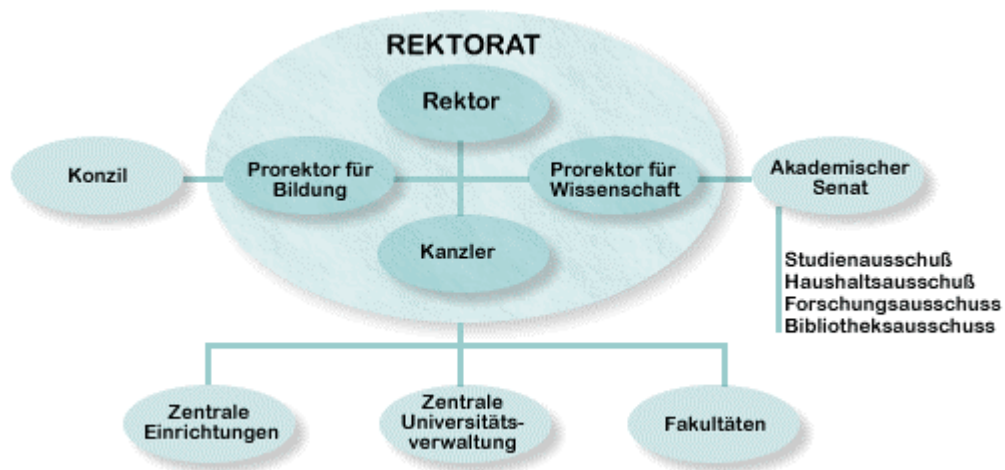 REKTORAT
Rektor
Konzil
Prorektor für
Bildung
Prorektor für
Wissenschaft
Akademischer
Senat
Kanzler
Studienausschuß
Haushaltsausschuß
Forschungsausschuss
Bibliotheksausschuss
Zentrale
Einrichtungen
Zentrale
Universitäts-
verwaltung
Fakultäten